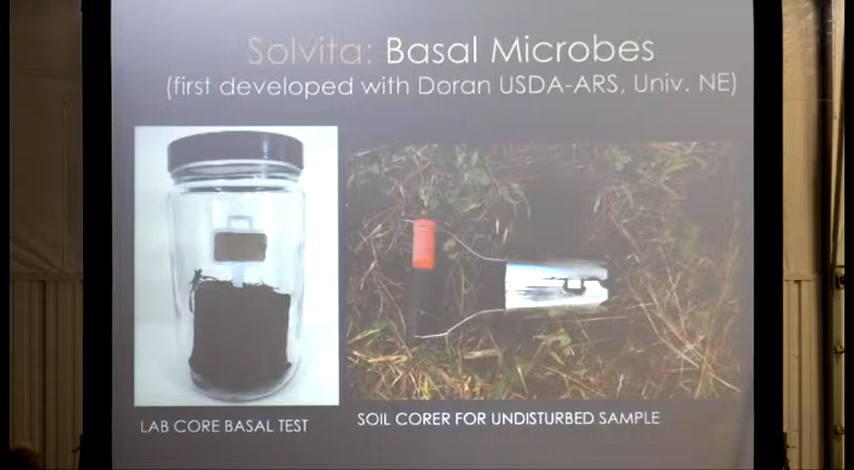 Solvita: Basal Microbes
(first developed with Doran USDA-ARS, Univ. NE)
LAB CORE BASAL TEST
SOIL CORER FOR UNDISTURBED SAMPLE